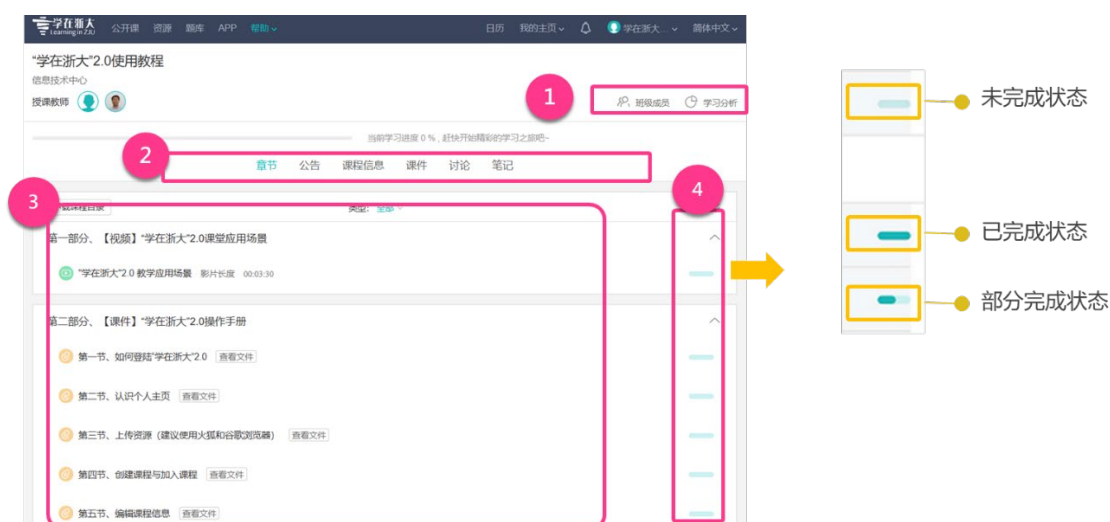 学在浙大
Learning in ZJU
公开课 资源 题库 APP 帮助 日历 我的主页 学在浙大... 简体中文
“学在浙大”2.0使用教程
信息技术中心
授课教师
1
班级成员 学习分析
当前学习进度 0 % , 赶快开始精彩的学习之旅吧~
2
章节 公告 课程信息 课件 讨论 笔记
3
4
课程目录 类型: 全部
第一部分、【视频】“学在浙大”2.0课堂应用场景
“学在浙大”2.0 教学应用场景 影片长度 00:03:30
第二部分、【课件】“学在浙大”2.0操作手册
第一节、如何登陆“学在浙大”2.0 查看文件
第二节、认识个人主页 查看文件
第三节、上传资源（建议使用火狐和谷歌浏览器） 查看文件
第四节、创建课程与加入课程 查看文件
第五节、编辑课程信息 查看文件
未完成状态
已完成状态
部分完成状态